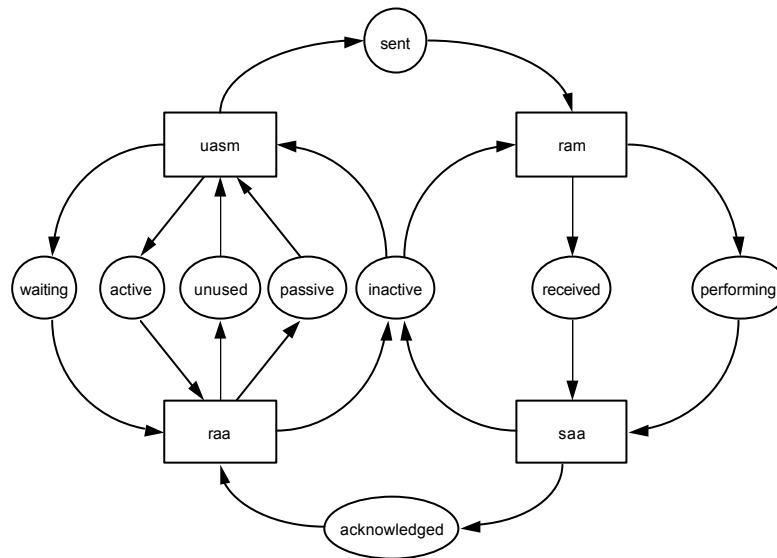 sent
uasm
ram
waiting
active
unused
passive
inactive
received
performing
raa
saa
acknowledged